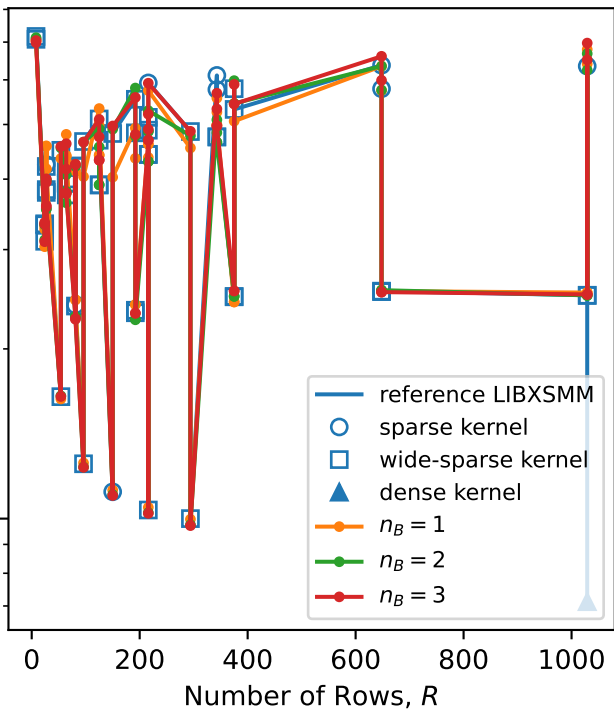 reference LIBXSMM
sparse kernel
wide-sparse kernel
dense kernel
n_B = 1
n_B = 2
n_B = 3
0 200 400 600 800 1000
Number of Rows, R